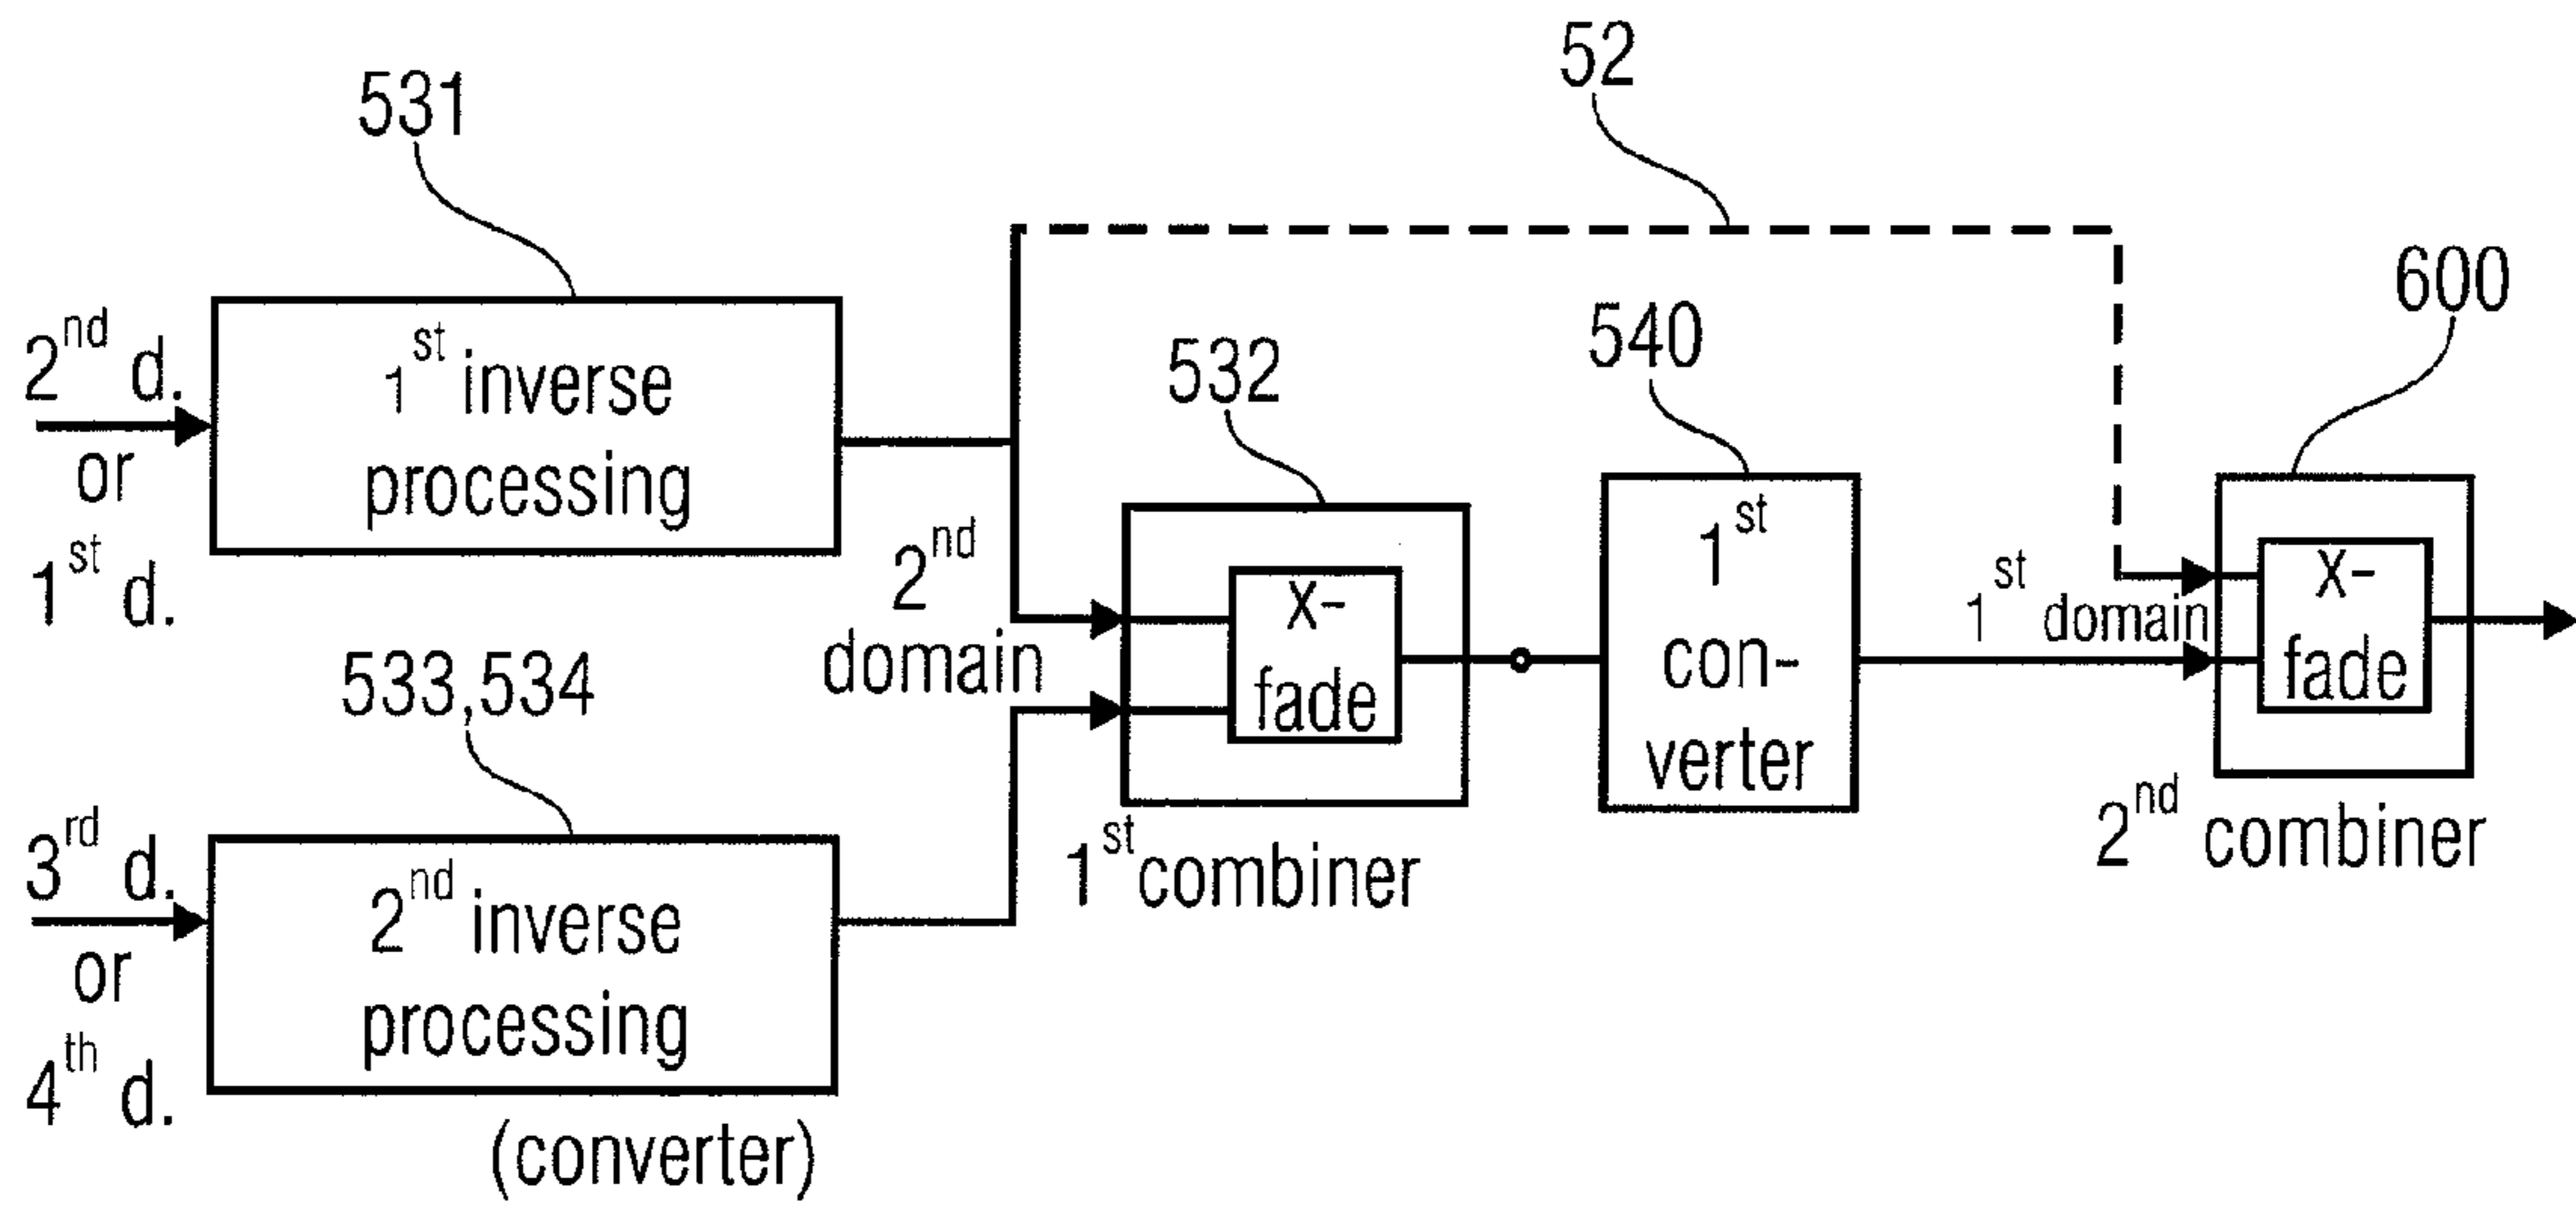 52
531
600
540
532
2nd d.
or
1st d.
1st inverse
processing
2nd
domain
x-
fade
1st
con-
verter
1st domain
x-
fade
533,534
1st combiner
2nd combiner
3rd d.
or
4th d.
2nd inverse
processing
(converter)